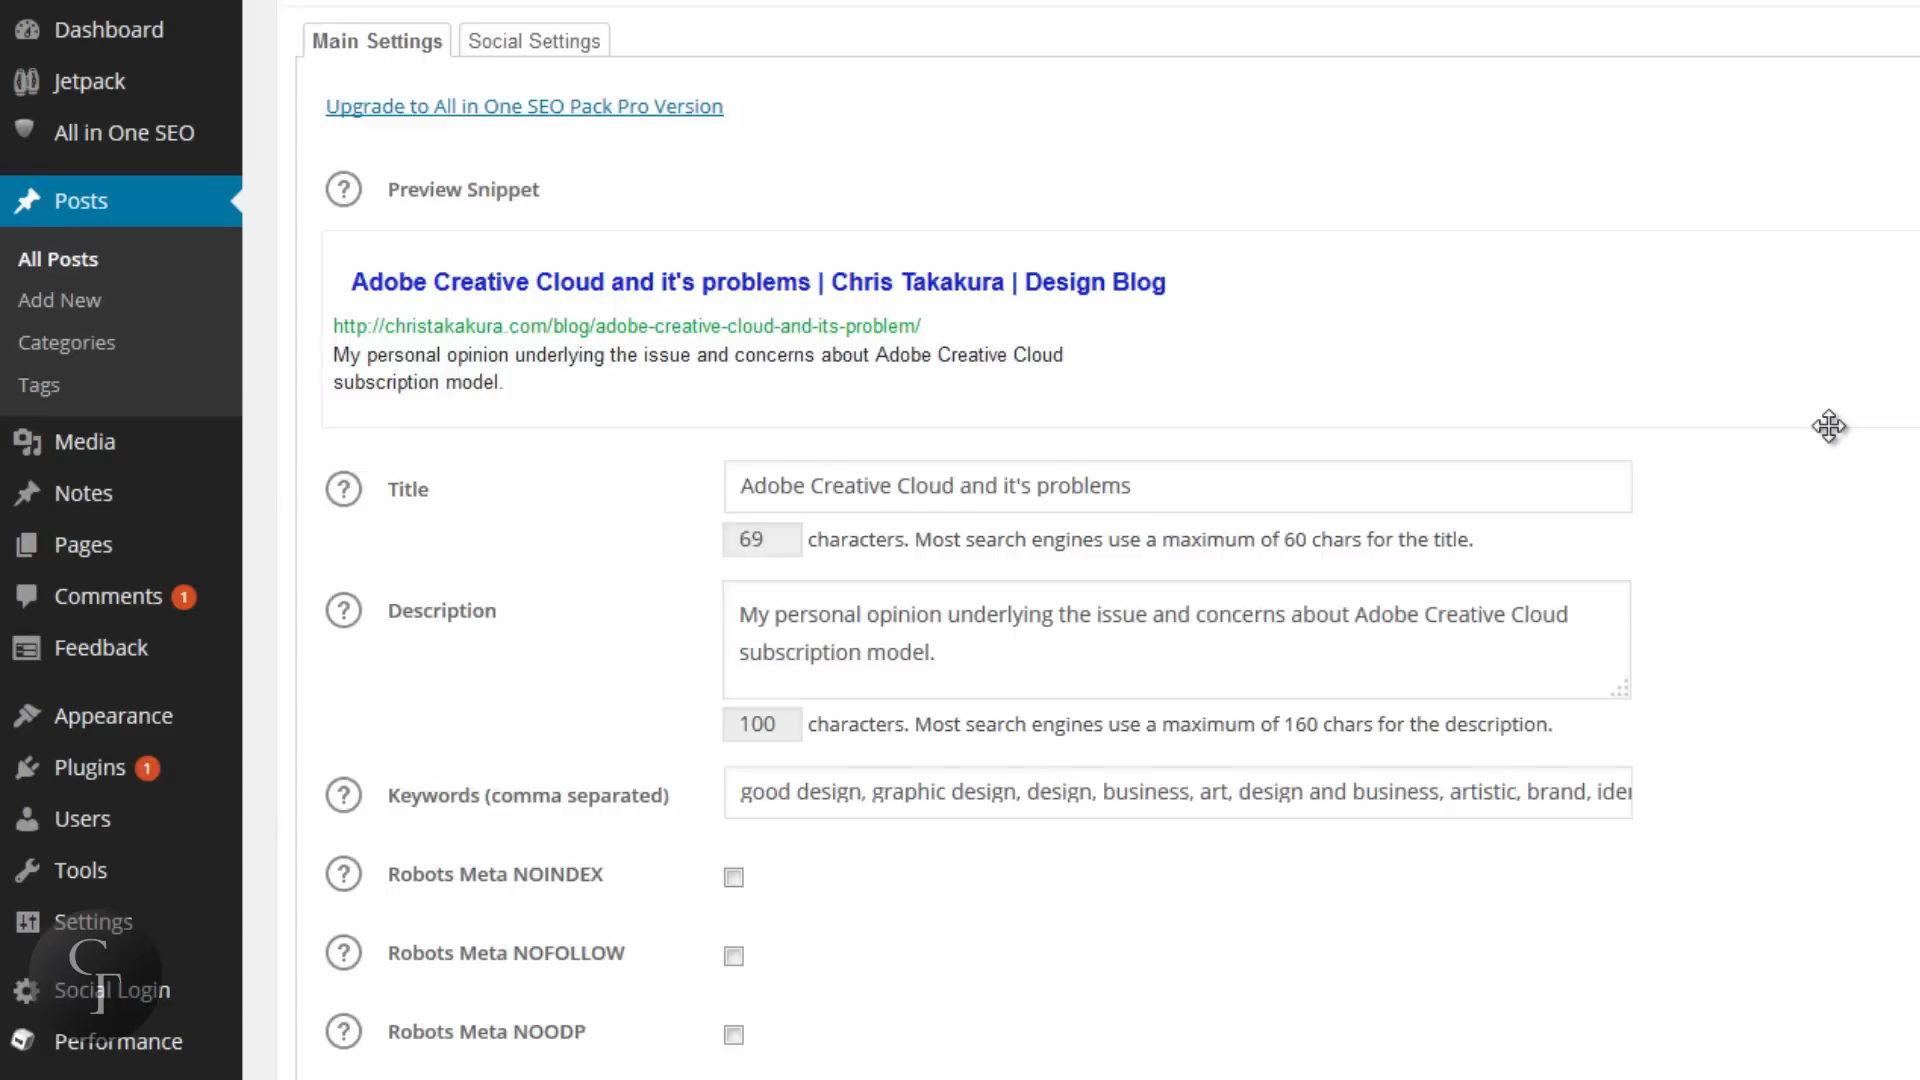 Dashboard
Jetpack
All in One SEO
Posts
All Posts
Add New
Categories
Tags
Media
Notes
Pages
Comments 1
Feedback
Appearance
Plugins 1
Users
Tools
Settings
Social Login
Performance
CT
Main Settings
Social Settings
Upgrade to All in One SEO Pack Pro Version
? Preview Snippet
Adobe Creative Cloud and it's problems | Chris Takakura | Design Blog
http://christakakura.com/blog/adobe-creative-cloud-and-its-problem/
My personal opinion underlying the issue and concerns about Adobe Creative Cloud
subscription model.
? Title Adobe Creative Cloud and it's problems
69 characters. Most search engines use a maximum of 60 chars for the title.
? Description My personal opinion underlying the issue and concerns about Adobe Creative Cloud
subscription model.
100 characters. Most search engines use a maximum of 160 chars for the description.
? Keywords (comma separated) good design, graphic design, design, business, art, design and business, artistic, brand, iden
? Robots Meta NOINDEX
? Robots Meta NOFOLLOW
? Robots Meta NOODP